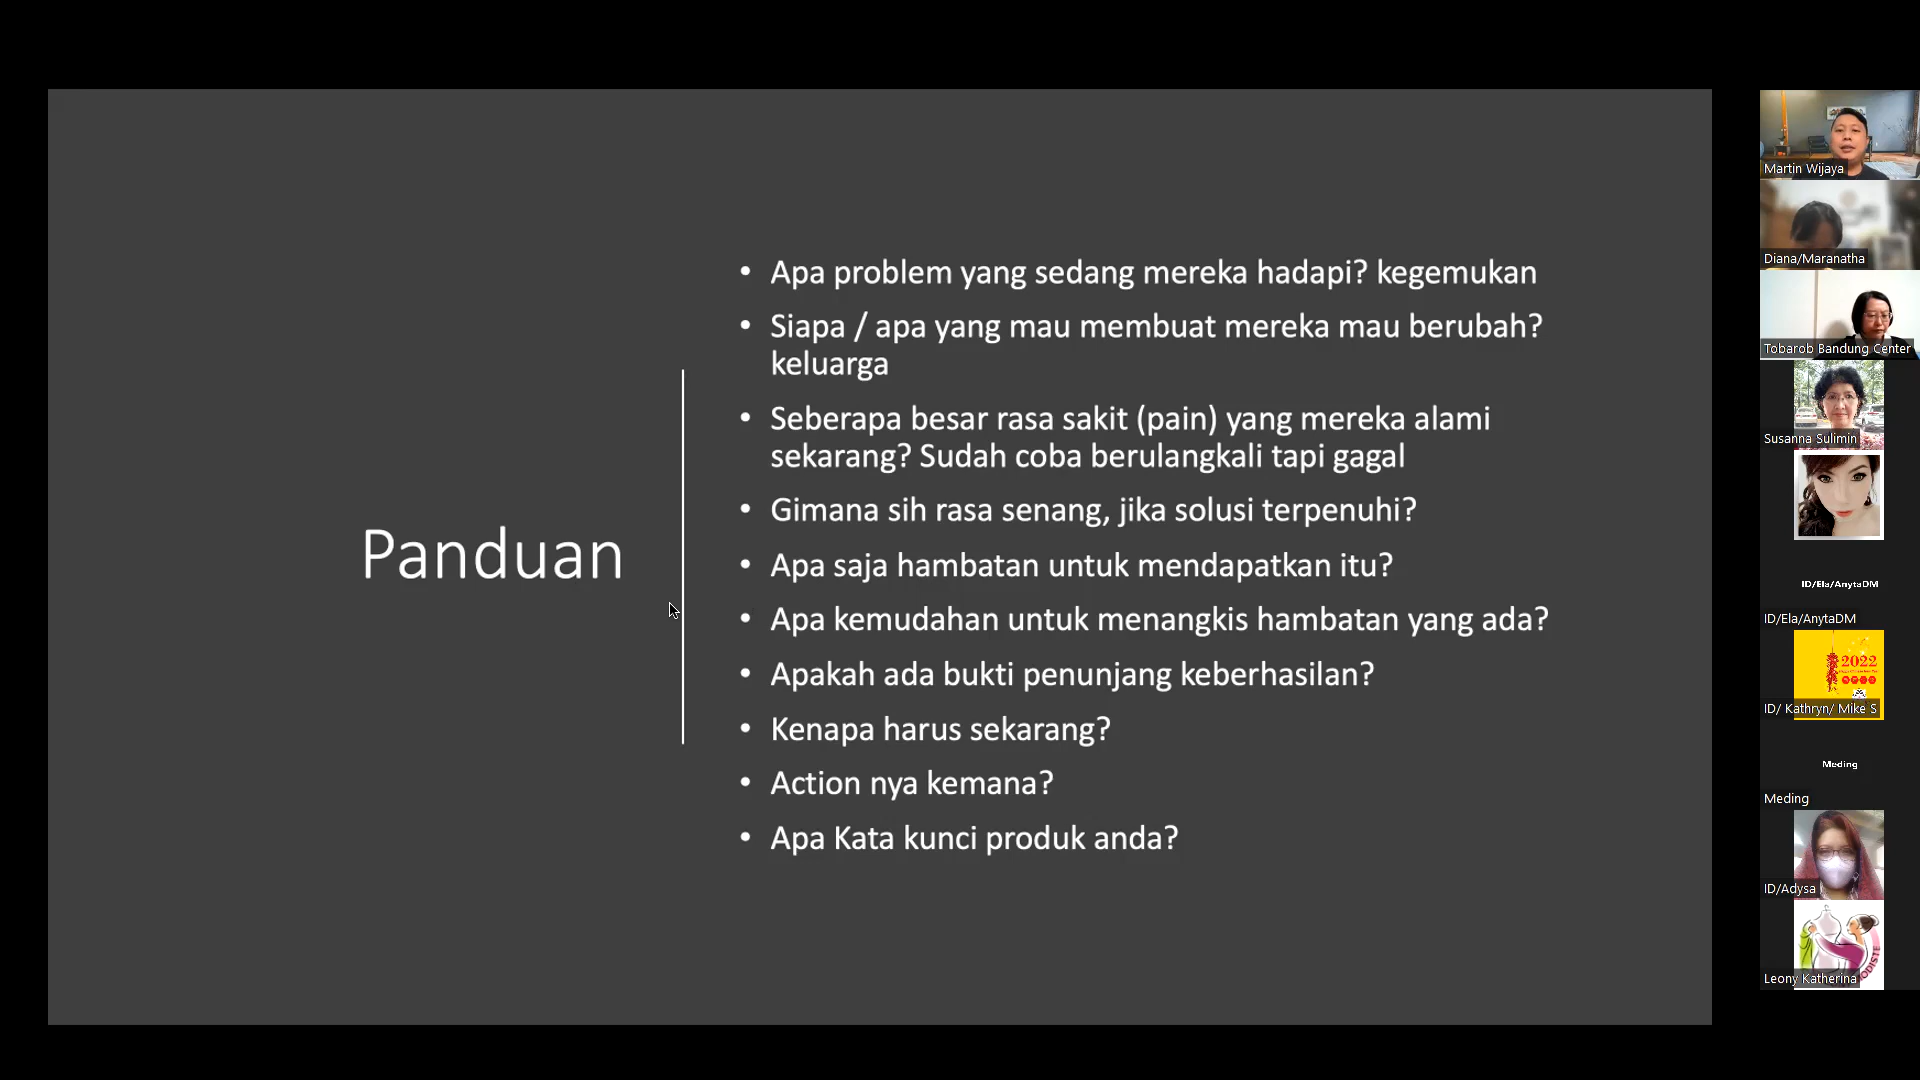 Panduan
• Apa problem yang sedang mereka hadapi? kegemukan
• Siapa / apa yang mau membuat mereka mau berubah?
keluarga
• Seberapa besar rasa sakit (pain) yang mereka alami
sekarang? Sudah coba berulangkali tapi gagal
• Gimana sih rasa senang, jika solusi terpenuhi?
• Apa saja hambatan untuk mendapatkan itu?
• Apa kemudahan untuk menangkis hambatan yang ada?
• Apakah ada bukti penunjang keberhasilan?
• Kenapa harus sekarang?
• Action nya kemana?
• Apa Kata kunci produk anda?
Martin Wijaya
Diana/Maranatha
Tobarob Bandung Center
Susanna Sulimin
ID/Ela/AnytaDM
ID/Ela/AnytaDM
2022
ID/ Kathryn/ Mike S
Meding
Meding
ID/Adysa
Leony Katherina